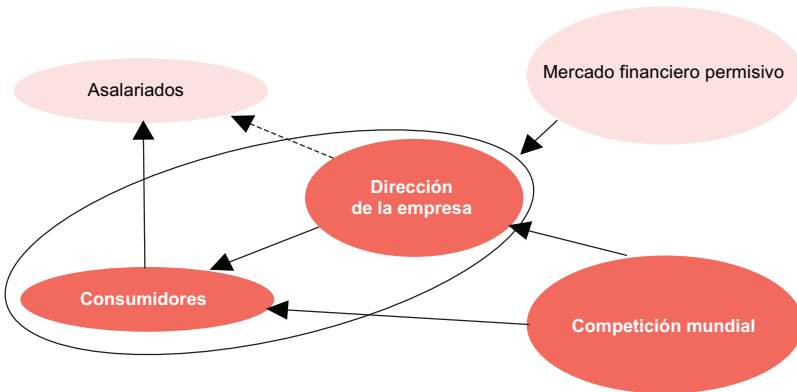 Mercado financiero permisivo
Asalariados
Dirección
de la empresa
Consumidores
Competición mundial